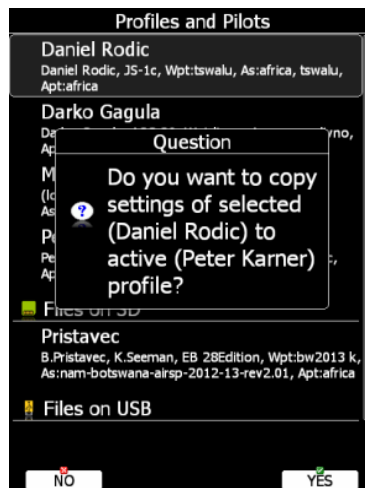 Profiles and Pilots
Daniel Rodic
Daniel Rodic, JS-1c, Wpt:tswalu, As:africa, tswalu,
Apt:africa
Darko Gagula
Question
Do you want to copy
settings of selected
(Daniel Rodic) to
active (Peter Karner)
profile?
Files on SD
Pristavec
B.Pristavec, K.Seeman, EB 28Edition, Wpt:bw2013 k,
As:nam-botswana-airsp-2012-13-rev2.01, Apt:africa
Files on USB
NO
YES